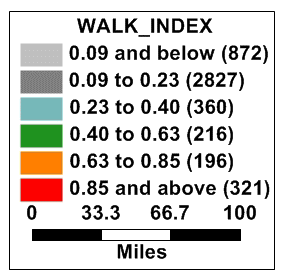 WALK_INDEX
0.09 and below (872)
0.09 to 0.23 (2827)
0.23 to 0.40 (360)
0.40 to 0.63 (216)
0.63 to 0.85 (196)
0.85 and above (321)
0 33.3 66.7 100
Miles